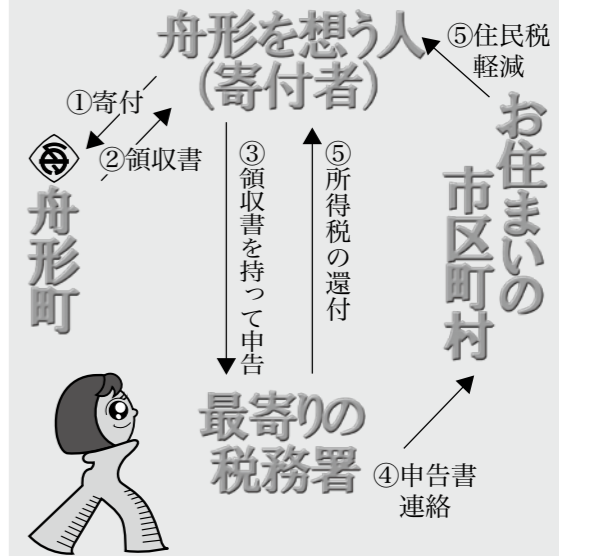 舟形を想う人
(寄付者)
①寄付
②領収書
舟形町
③領収書を持って申告
⑤所得税の還付
⑤住民税
軽減
お住まいの
市区町村
最寄りの
税務署
④申告書
連絡